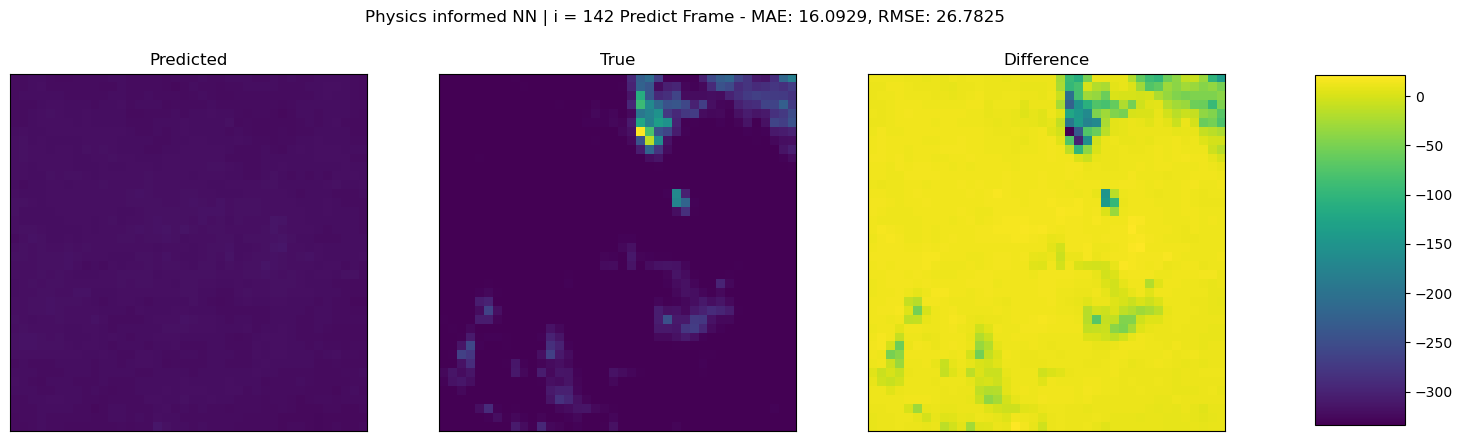 Physics informed NN | i = 142 Predict Frame - MAE: 16.0929, RMSE: 26.7825
Predicted
True
Difference
0
−50
−100
−150
−200
−250
−300